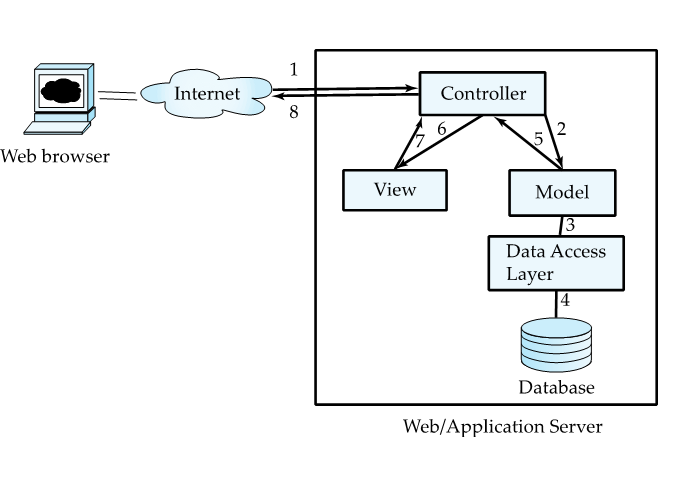 1
Internet
Controller
8
7
6
5
2
Web browser
View
Model
3
Data Access
Layer
4
Database
Web/Application Server